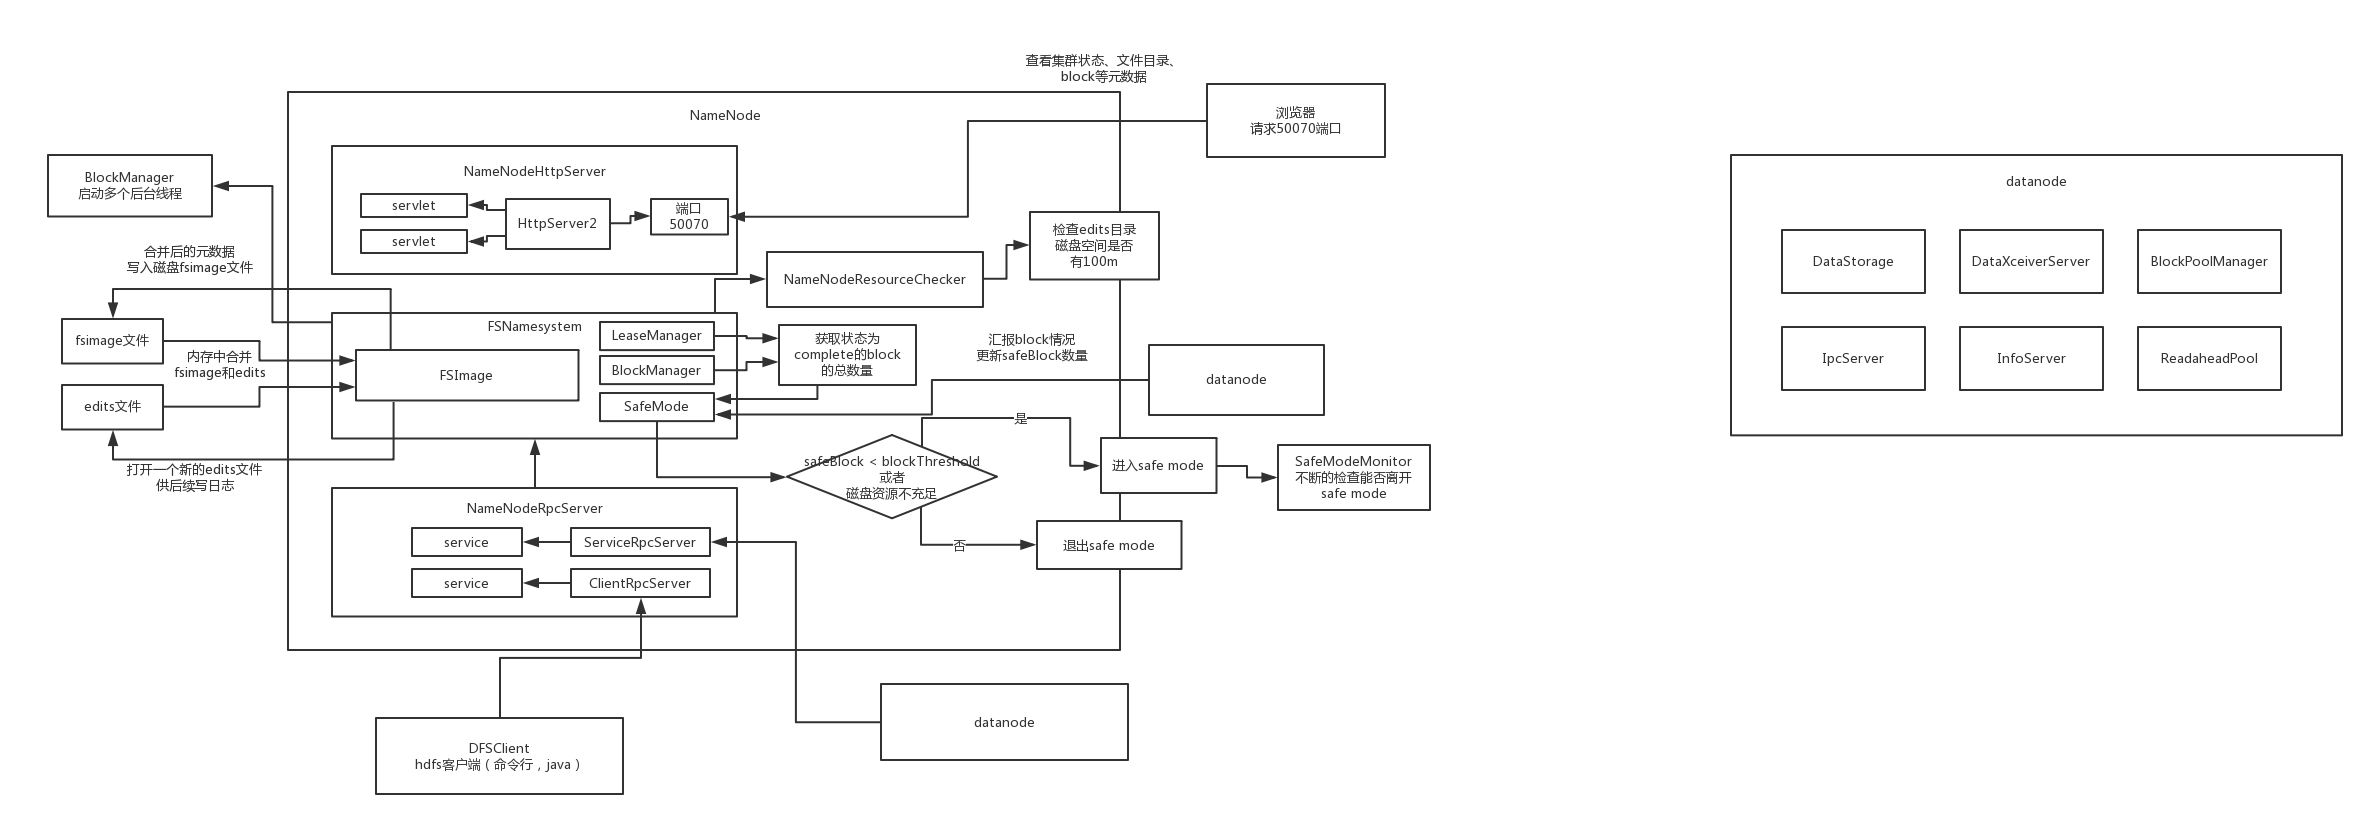 查看集群状态、文件目录、
block等元数据
浏览器
请求50070端口
NameNode
NameNodeHttpServer
servlet
servlet
HttpServer2
端口
50070
BlockManager
启动多个后台线程
检查edits目录
磁盘空间是否
有100m
NameNodeResourceChecker
合并后的元数据
写入磁盘fsimage文件
fsimage文件
内存中合并
fsimage和edits
edits文件
打开一个新的edits文件
供后续写日志
FSNamesystem
FSImage
LeaseManager
BlockManager
SafeMode
获取状态为
complete的block
的总数量
汇报block情况
更新safeBlock数量
datanode
safeBlock < blockThreshold
或者
磁盘资源不充足
是
否
进入safe mode
SafeModeMonitor
不断的检查能否离开
safe mode
退出safe mode
NameNodeRpcServer
service
ServiceRpcServer
service
ClientRpcServer
datanode
DFSClient
hdfs客户端（命令行，java）
datanode
DataStorage
DataXceiverServer
BlockPoolManager
IpcServer
InfoServer
ReadaheadPool